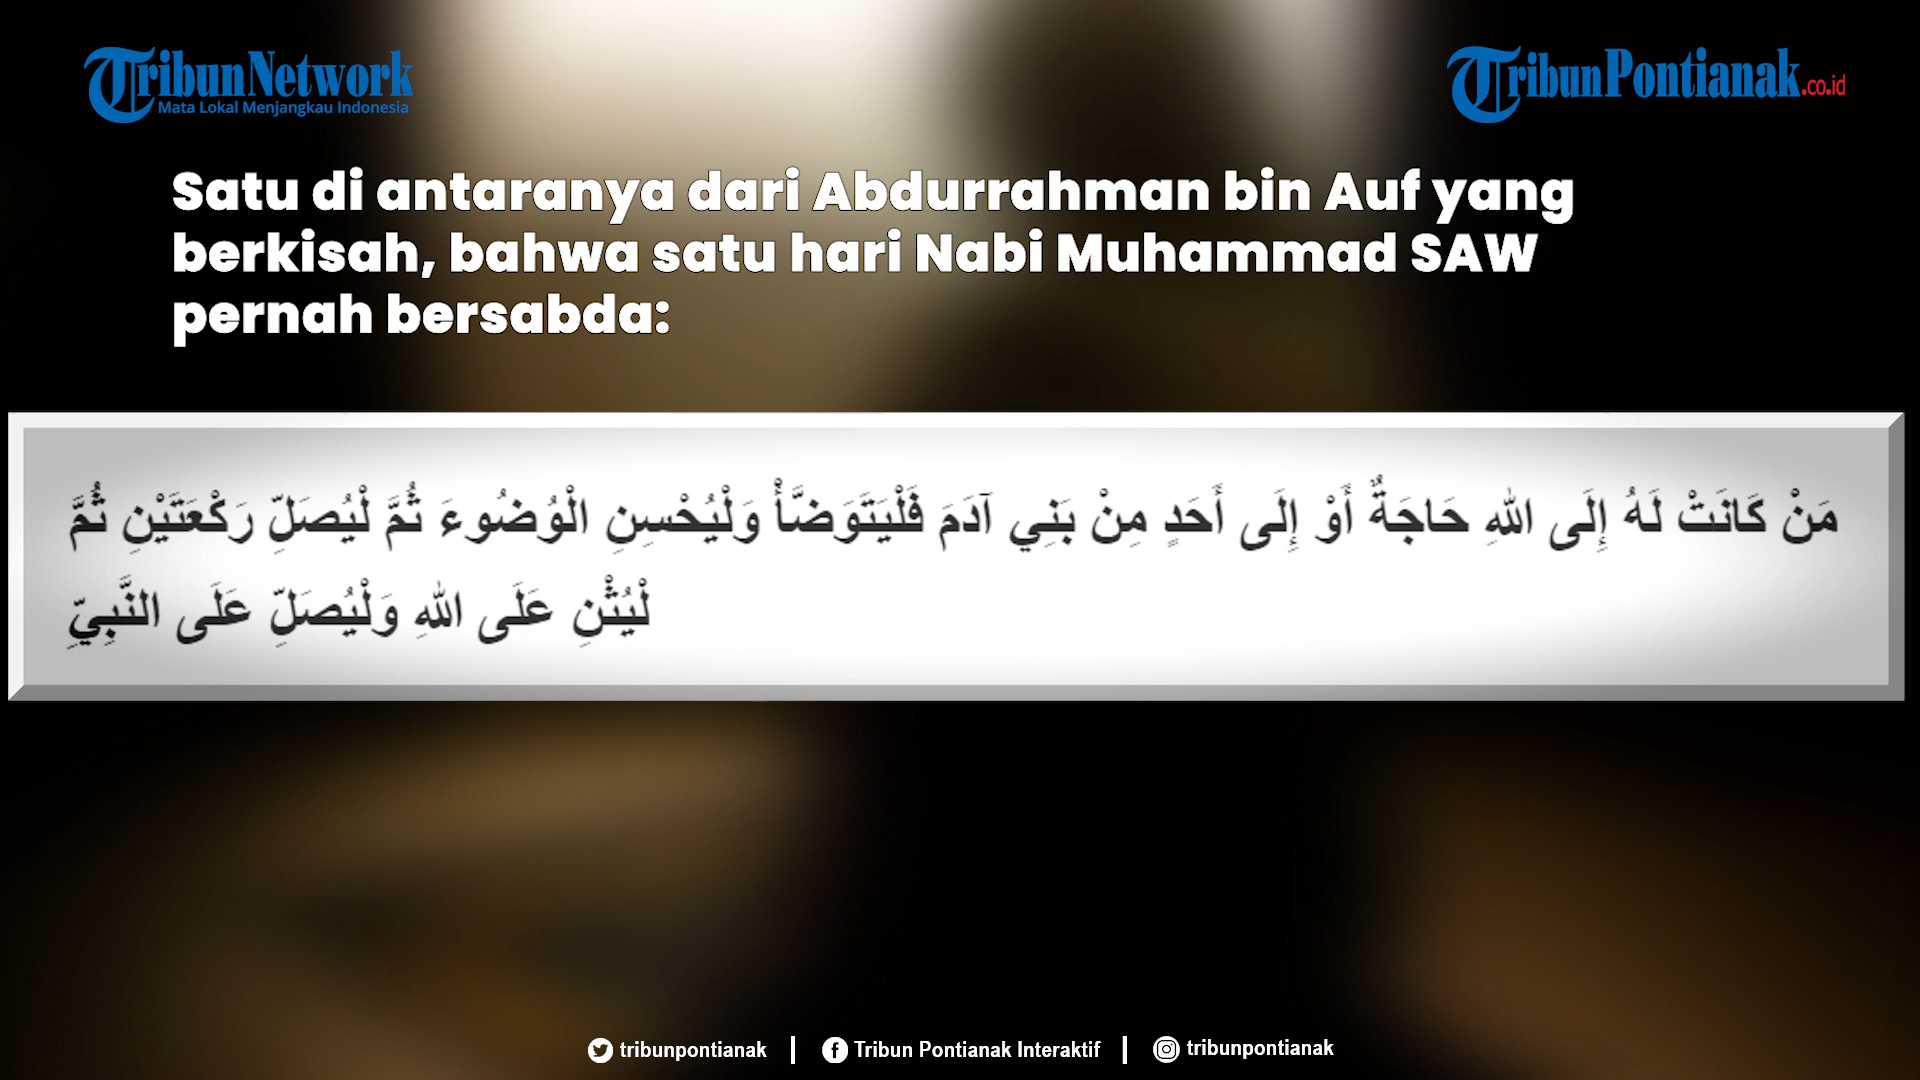 TribunNetwork
Mata Lokal Menjangkau Indonesia
TribunPontianak.co.id
Satu di antaranya dari Abdurrahman bin Auf yang
berkisah, bahwa satu hari Nabi Muhammad SAW
pernah bersabda:
مَنْ كَانَتْ لَهُ إِلَى اللهِ حَاجَةٌ أَوْ إِلَى أَحَدٍ مِنْ بَنِي آدَمَ فَلْيَتَوَضَّأْ وَلْيُحْسِنِ الْوُضُوءَ ثُمَّ لْيُصَلِّ رَكْعَتَيْنِ ثُمَّ
لْيُثْنِ عَلَى اللهِ وَلْيُصَلِّ عَلَى النَّبِيِّ
tribunpontianak | Tribun Pontianak Interaktif | tribunpontianak